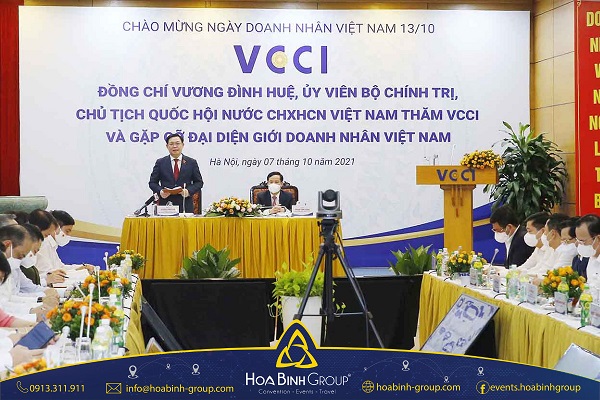 CHÀO MỪNG NGÀY DOANH NHÂN VIỆT NAM 13/10
VCCI
ĐỒNG CHÍ VƯƠNG ĐÌNH HUỆ, ỦY VIÊN BỘ CHÍNH TRỊ,
CHỦ TỊCH QUỐC HỘI NƯỚC CHXHCN VIỆT NAM THĂM VCCI
VÀ GẶP GỠ ĐẠI DIỆN GIỚI DOANH NHÂN VIỆT NAM
Hà Nội, ngày 07 tháng 10 năm 2021
VCCI
HOA BINH GROUP®
Convention - Events - Travel
0913.311.911
info@hoabinh-group.com
hoabinh-group.com
events.hoabinhgroup